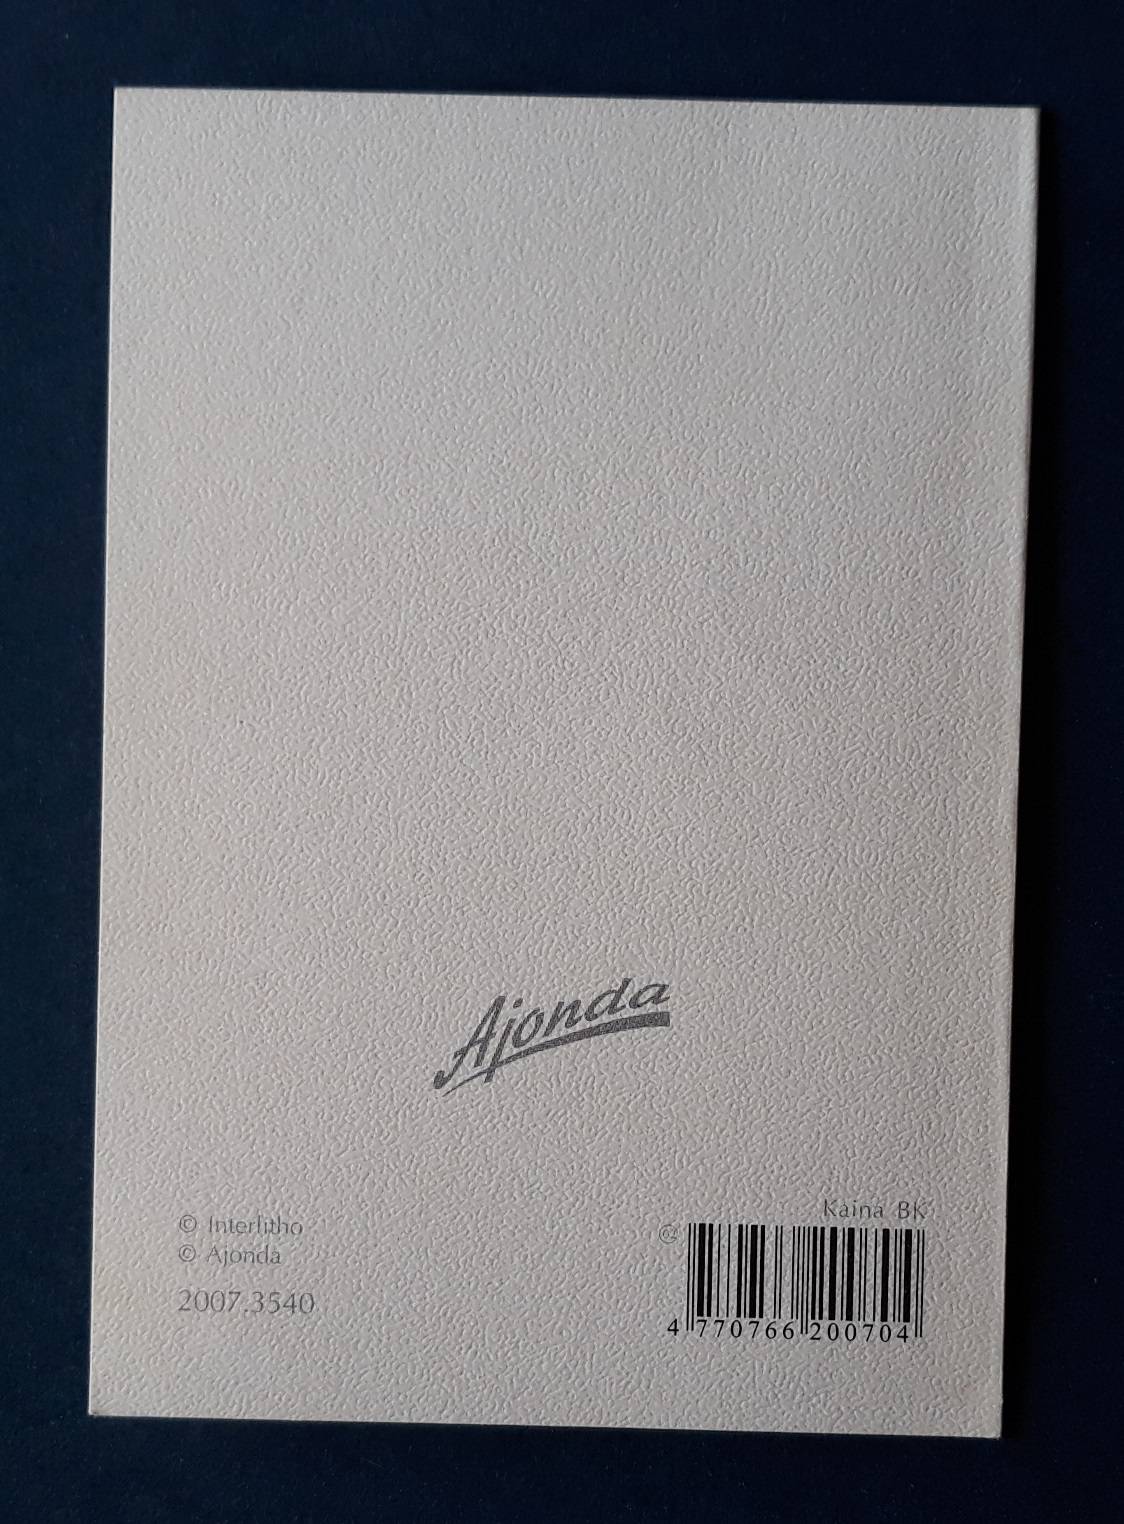 Ajonda
© Interlitho
© Ajonda
2007.3540
Kaina BK
4 770766 200704